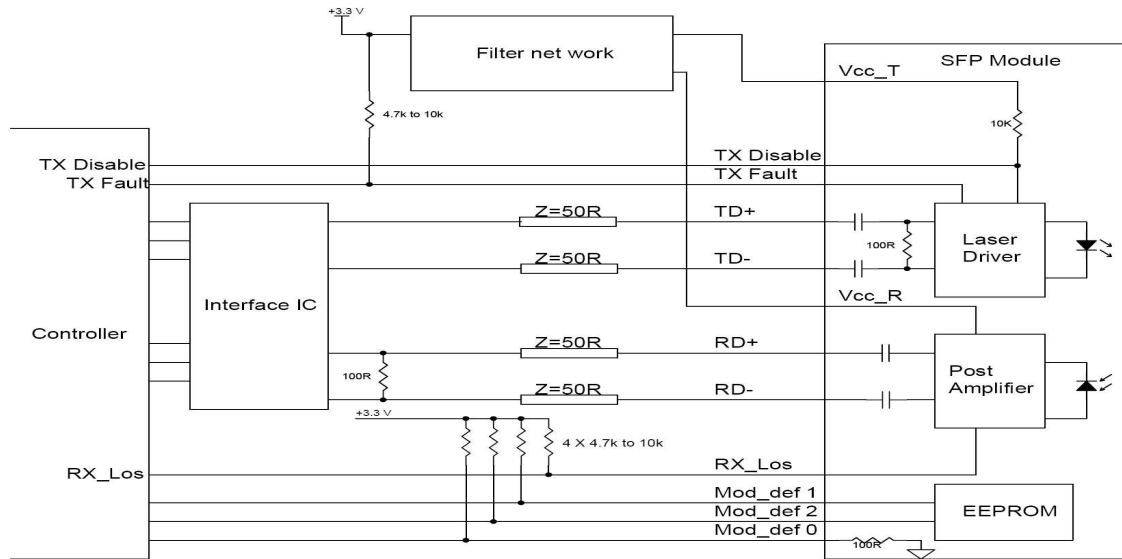 +3.3 V
Filter net work
SFP Module
Vcc_T
4.7k to 10k
10K
TX Disable
TX Disable
TX Fault
TX Fault
Z=50R
TD+
100R
Laser
Driver
Z=50R
TD-
Interface IC
Vcc_R
Controller
Z=50R
RD+
100R
Post
Amplifier
Z=50R
RD-
+3.3 V
4 X 4.7k to 10k
RX_Los
RX_Los
Mod_def 1
EEPROM
Mod_def 2
Mod_def 0
100R